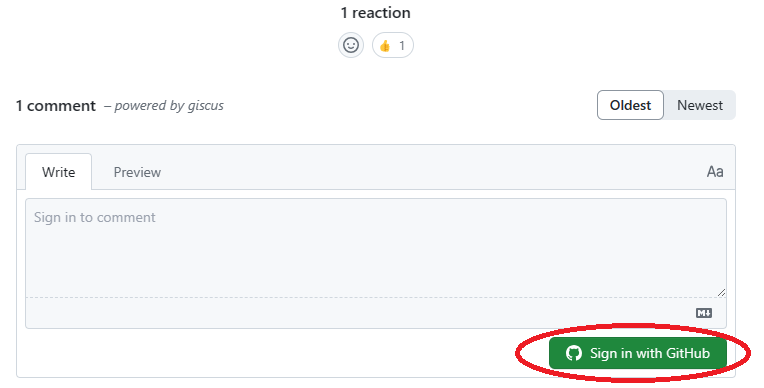 1 reaction
👍 1
1 comment – powered by giscus
Oldest Newest
Write Preview Aa
Sign in to comment
M↓
Sign in with GitHub